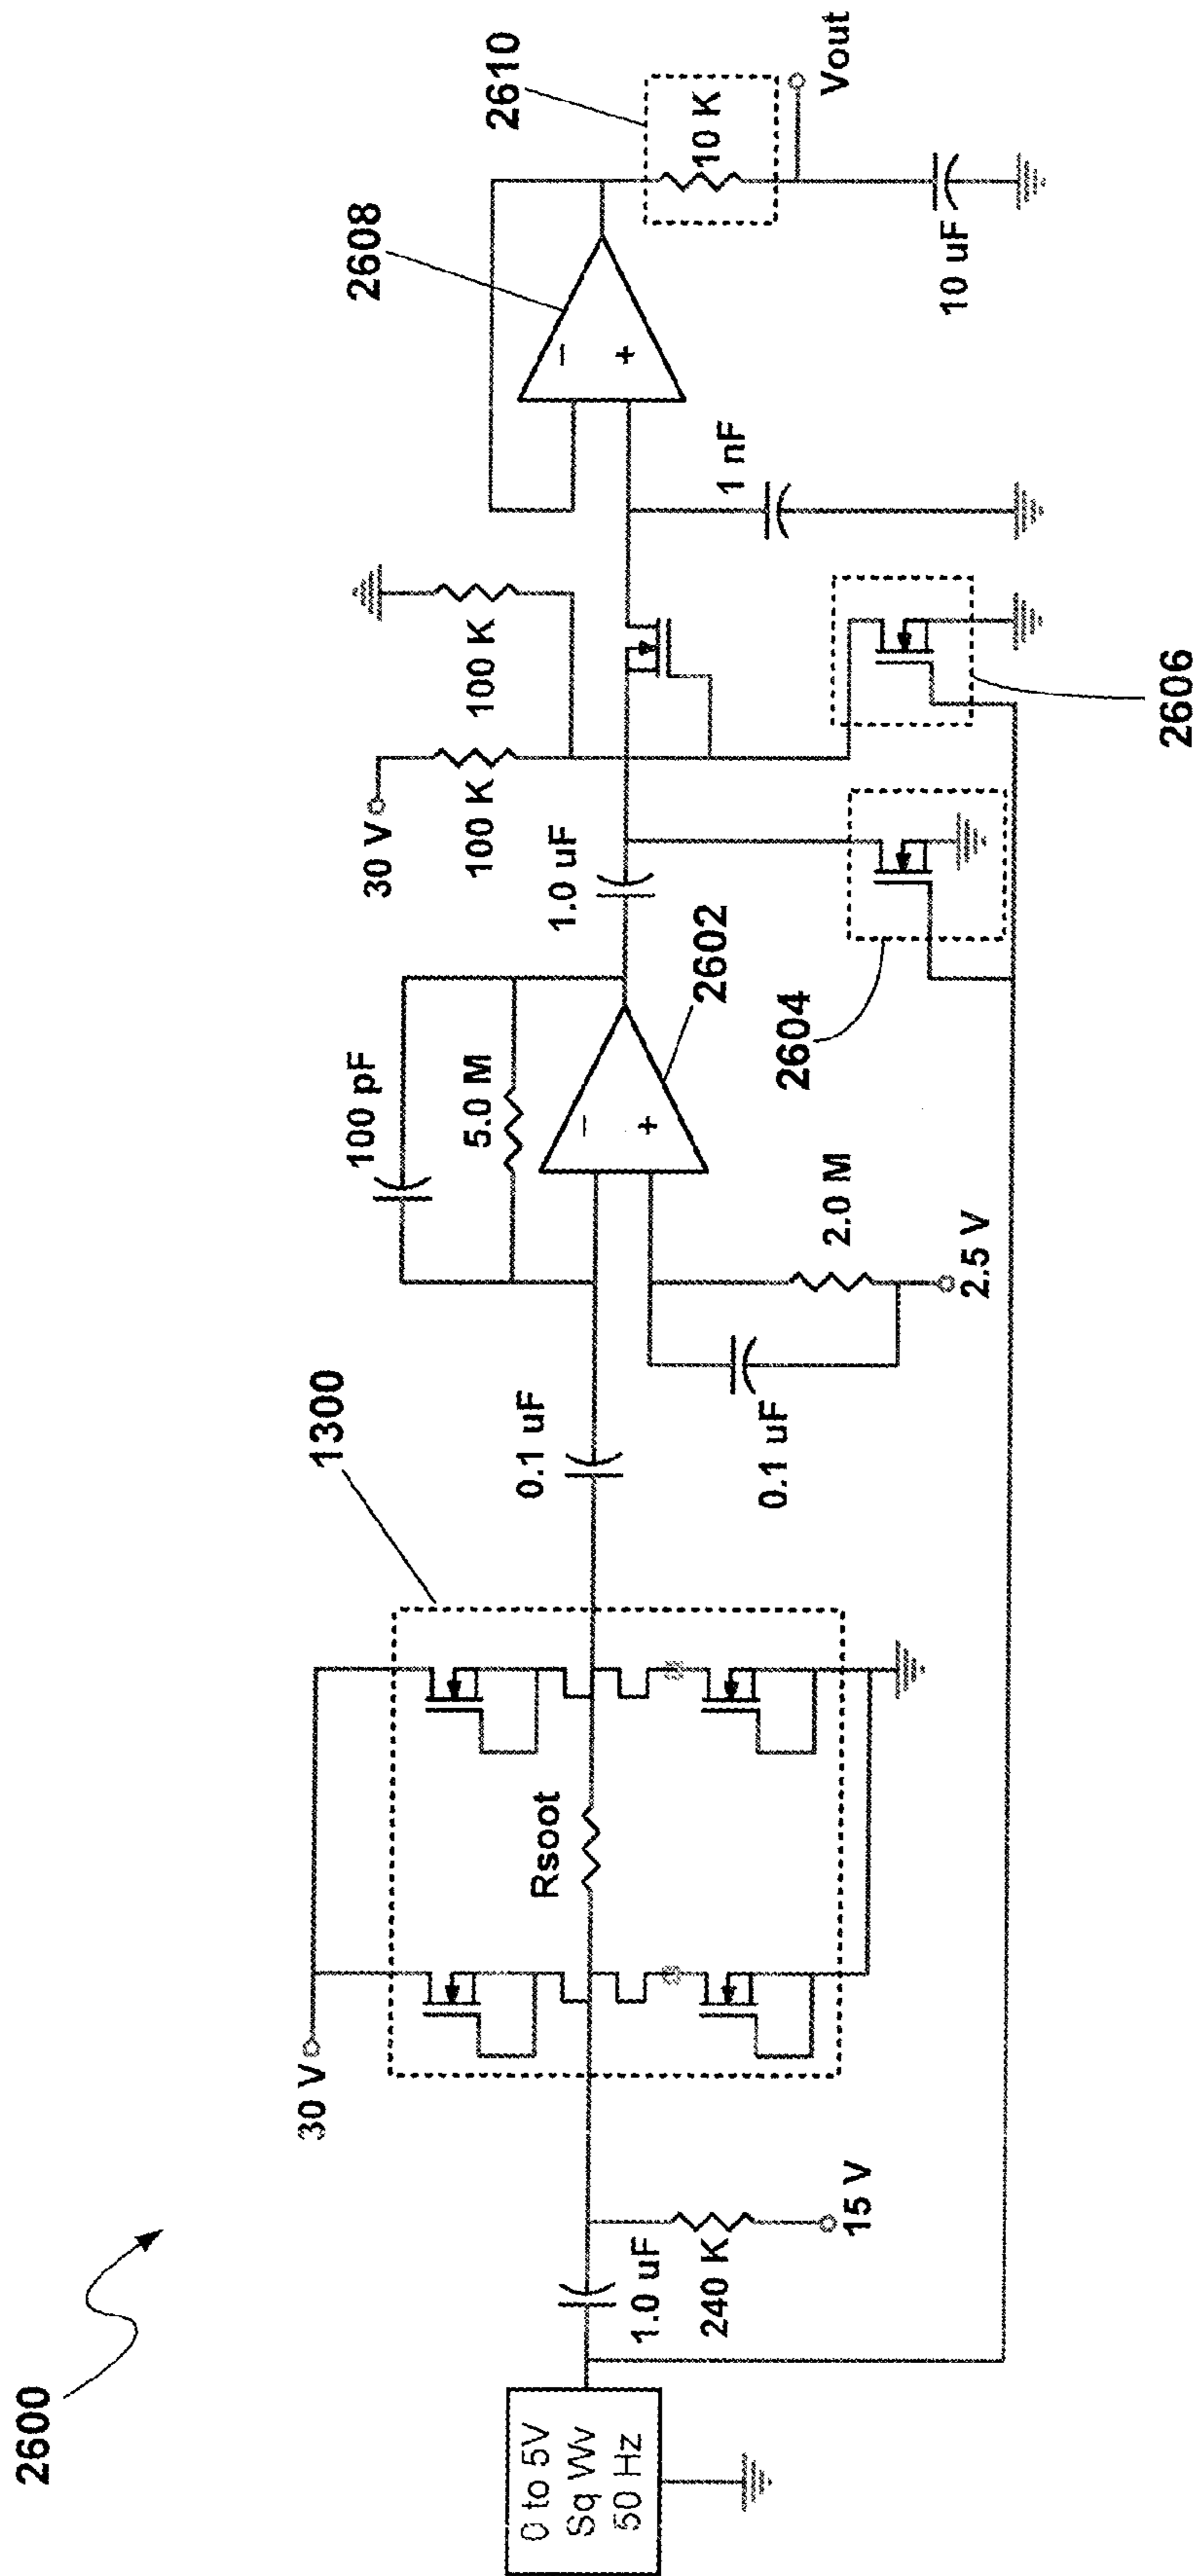 2600
0 to 5V
Sq Wv
50 Hz
1.0 uF
240 K
15 V
30 V
Rsoot
1300
0.1 uF
0.1 uF
2.0 M
2.5 V
100 pF
5.0 M
−
+
2602
1.0 uF
30 V
100 K
100 K
2604
2606
1 nF
−
+
2608
2610
10 K
Vout
10 uF